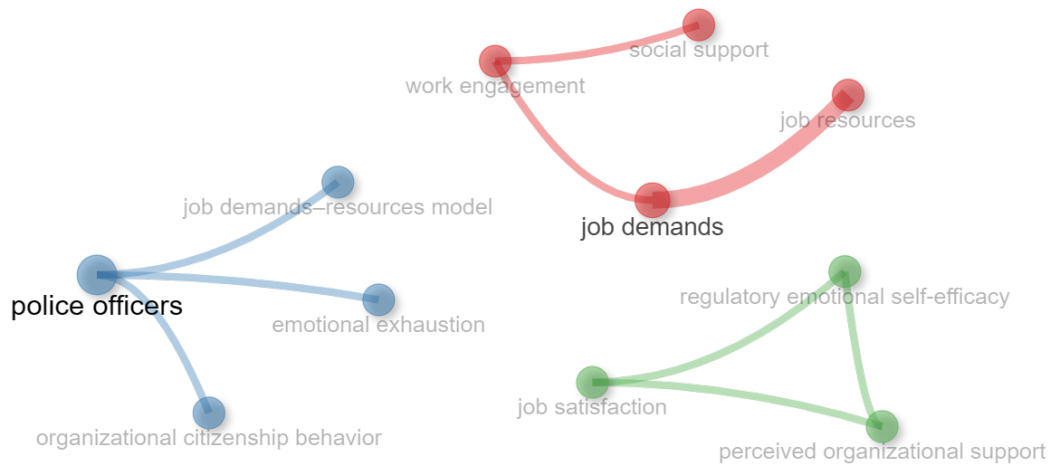 social support
work engagement
job resources
job demands–resources model
job demands
police officers
regulatory emotional self-efficacy
emotional exhaustion
job satisfaction
organizational citizenship behavior
perceived organizational support